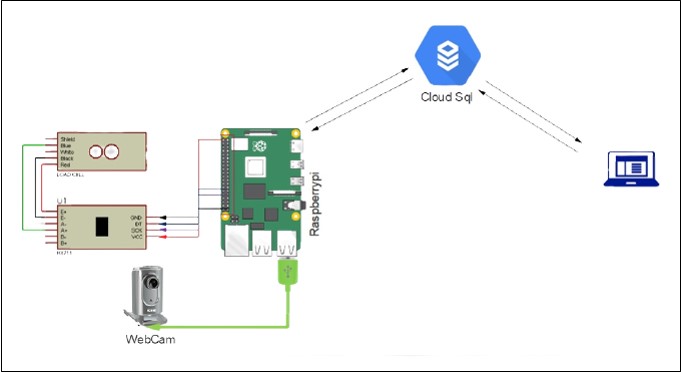 Cloud Sql
Shield
Blue
White
Black
Red
LOAD CELL
Raspberrypi
U1
E+
E-
A-
A+
B-
B+
GND
DT
SCK
VCC
HX711
WebCam